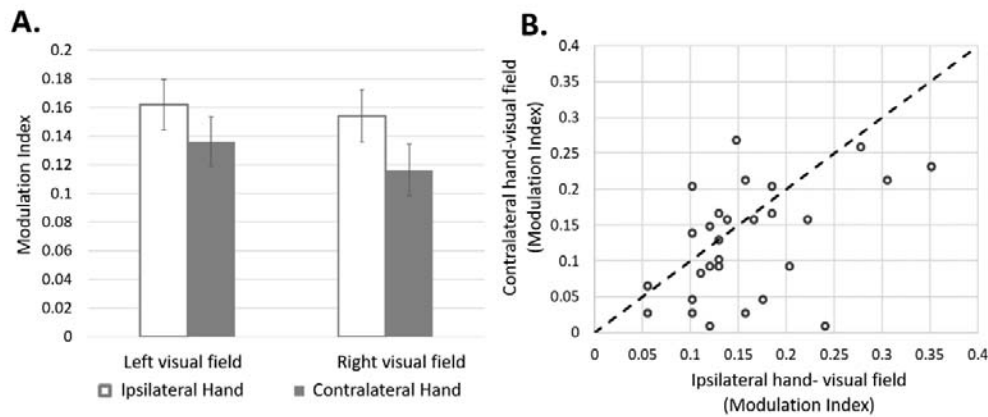 A.
0.2
0.18
0.16
0.14
0.12
0.1
0.08
0.06
0.04
0.02
0
Modulation Index
Left visual field
Right visual field
Ipsilateral Hand
Contralateral Hand
B.
0.4
0.35
0.3
0.25
0.2
0.15
0.1
0.05
0
Contralateral hand-visual field
(Modulation Index)
0 0.05 0.1 0.15 0.2 0.25 0.3 0.35 0.4
Ipsilateral hand- visual field
(Modulation Index)